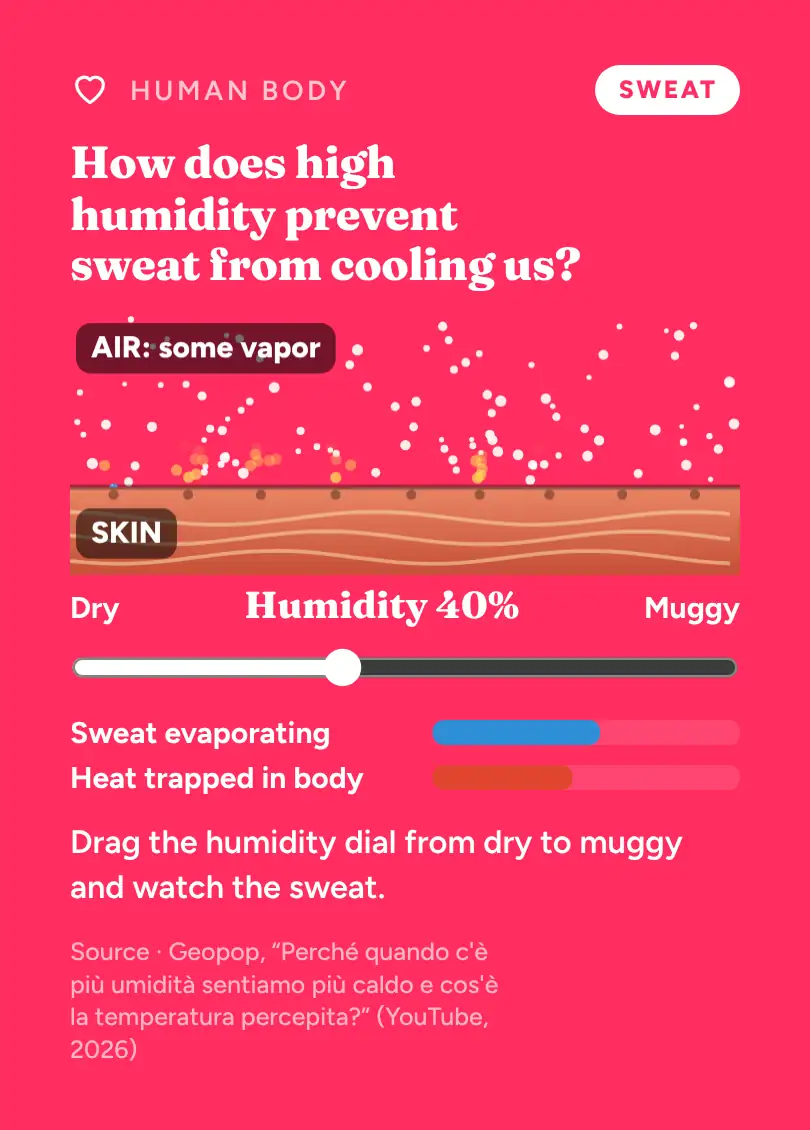 HUMAN BODY
SWEAT
How does high
humidity prevent
sweat from cooling us?
AIR: some vapor
SKIN
Dry
Humidity 40%
Muggy
Sweat evaporating
Heat trapped in body
Drag the humidity dial from dry to muggy
and watch the sweat.
Source · Geopop, “Perché quando c'è
più umidità sentiamo più caldo e cos'è
la temperatura percepita?” (YouTube,
2026)